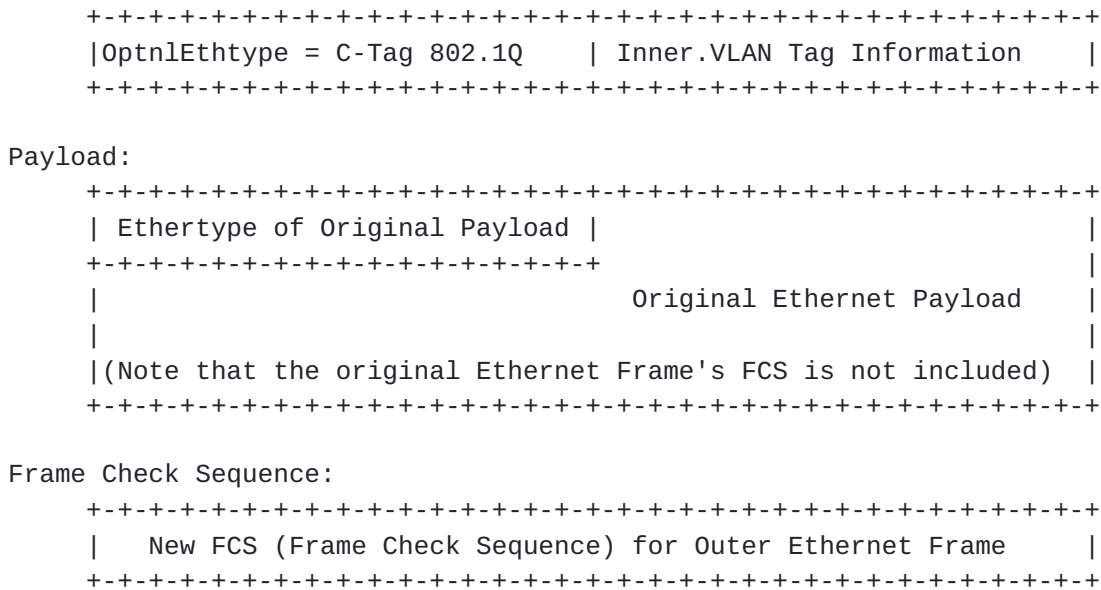 +-+-+-+-+-+-+-+-+-+-+-+-+-+-+-+-+-+-+-+-+-+-+-+-+-+-+-+-+-+-+-+-+
|OptnlEthtype = C-Tag 802.1Q    | Inner.VLAN Tag Information    |
+-+-+-+-+-+-+-+-+-+-+-+-+-+-+-+-+-+-+-+-+-+-+-+-+-+-+-+-+-+-+-+-+
Payload:
+-+-+-+-+-+-+-+-+-+-+-+-+-+-+-+-+-+-+-+-+-+-+-+-+-+-+-+-+-+-+-+-+
| Ethertype of Original Payload |                               |
+-+-+-+-+-+-+-+-+-+-+-+-+-+-+-+-+                               |
|                                  Original Ethernet Payload    |
|                                                               |
|(Note that the original Ethernet Frame's FCS is not included)  |
+-+-+-+-+-+-+-+-+-+-+-+-+-+-+-+-+-+-+-+-+-+-+-+-+-+-+-+-+-+-+-+-+
Frame Check Sequence:
+-+-+-+-+-+-+-+-+-+-+-+-+-+-+-+-+-+-+-+-+-+-+-+-+-+-+-+-+-+-+-+-+
|   New FCS (Frame Check Sequence) for Outer Ethernet Frame     |
+-+-+-+-+-+-+-+-+-+-+-+-+-+-+-+-+-+-+-+-+-+-+-+-+-+-+-+-+-+-+-+-+